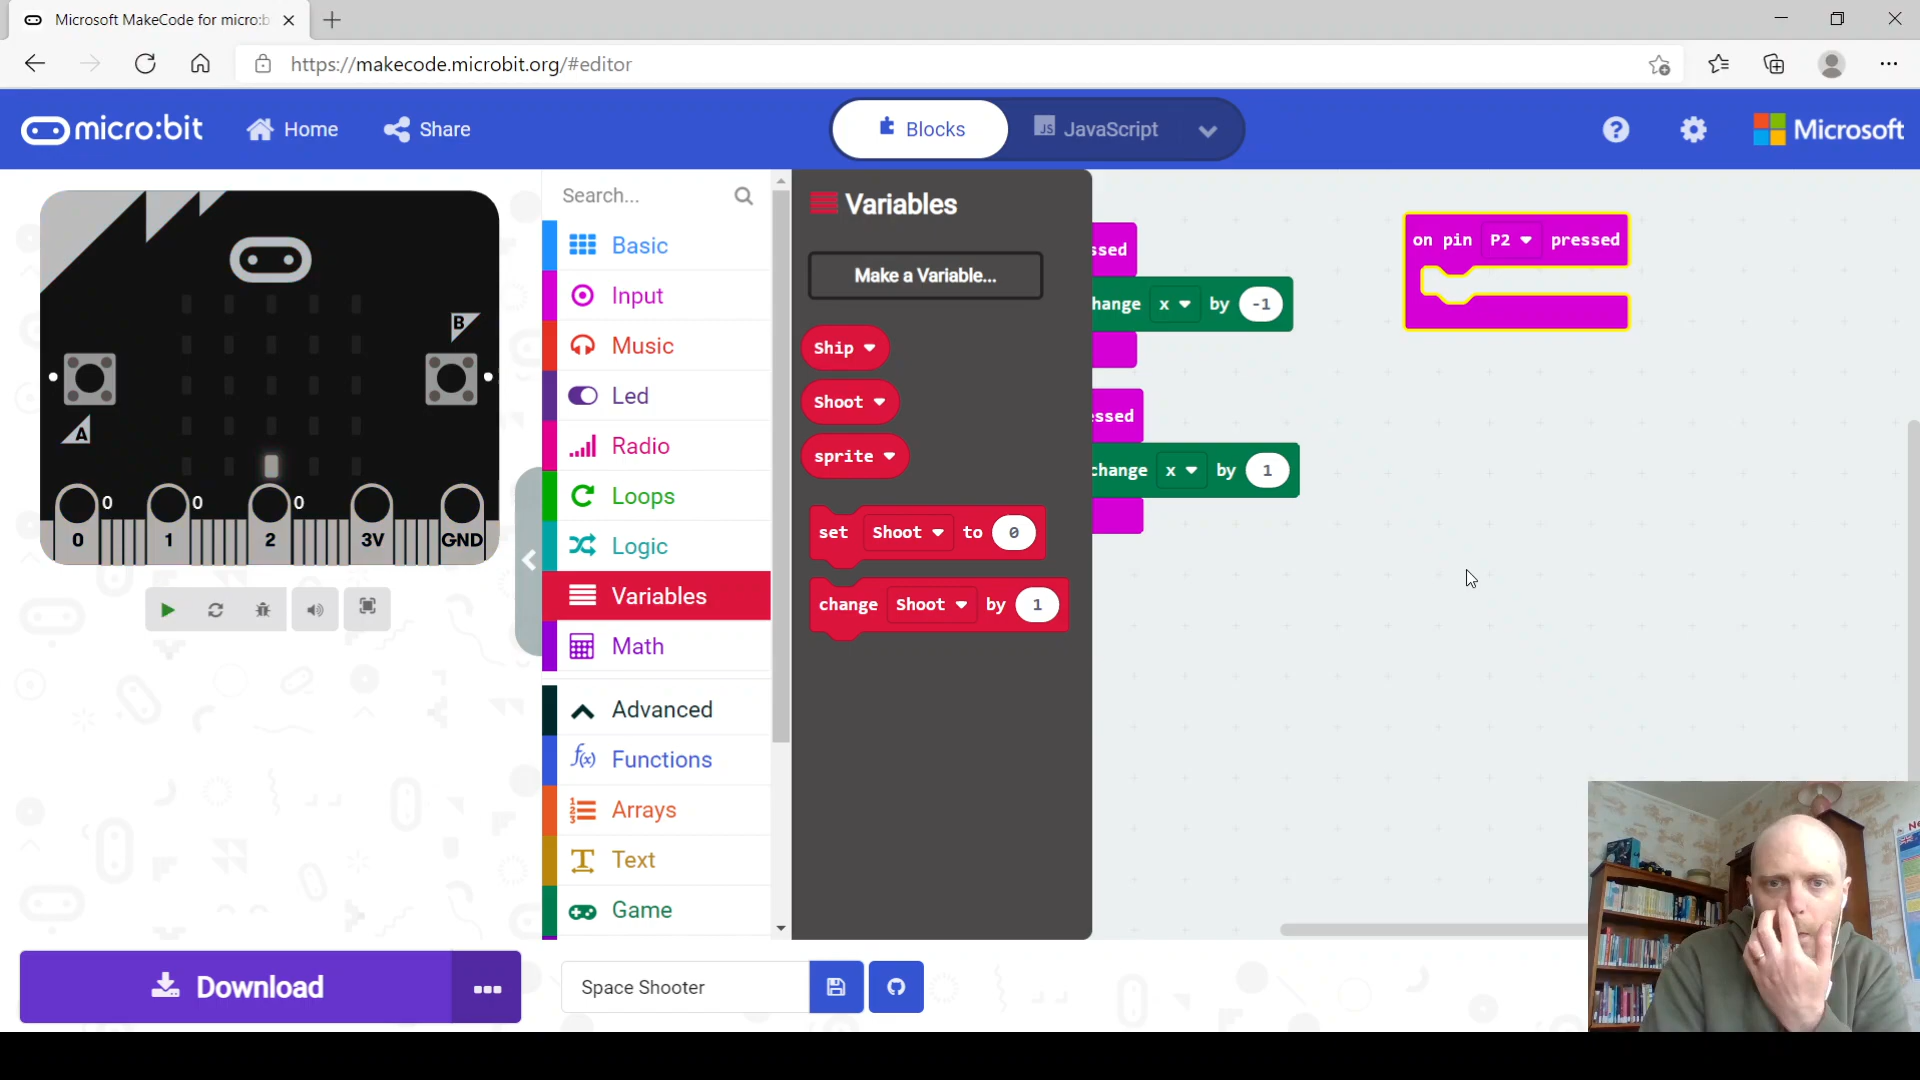 Microsoft MakeCode for micro:b
https://makecode.microbit.org/#editor
micro:bit
Home
Share
Blocks
JS JavaScript
?
Microsoft
B
A
0 0 0
0 1 2 3V GND
Download
Search...
Basic
Input
Music
Led
Radio
Loops
Logic
Variables
Math
Advanced
f(x) Functions
Arrays
Text
Game
Variables
Make a Variable...
Ship
Shoot
sprite
set Shoot to 0
change Shoot by 1
ssed
hange x by -1
essed
change x by 1
on pin P2 pressed
Space Shooter